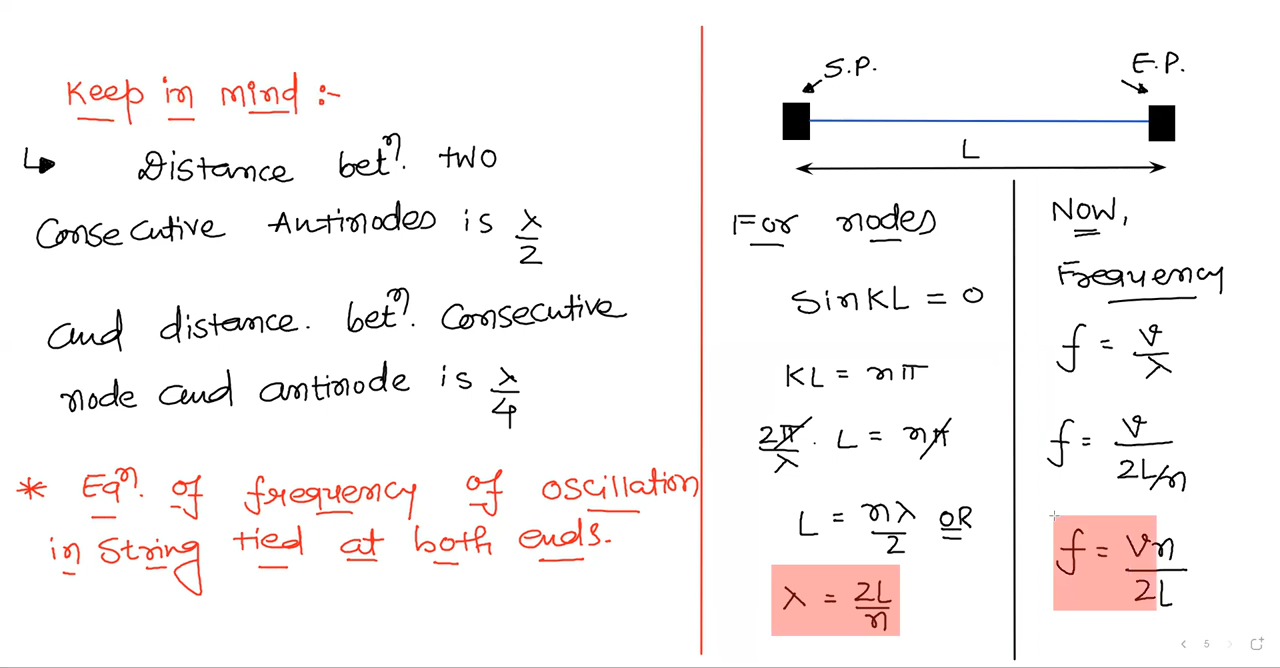 Keep in mind :-
↳ Distance betⁿ. two
Consecutive Antinodes is λ/2
and distance. betⁿ. Consecutive
node and antinode is λ/4
* Eqⁿ. of frequency of oscillation
in string tied at both ends.
S.P. E.P.
L
For nodes
sinKL = 0
KL = nπ
2π/λ . L = nπ
L = nλ/2 OR
λ = 2L/n
Now,
Frequency
f = v/λ
f = v/(2L/n)
f = vn/2L
< 5 >